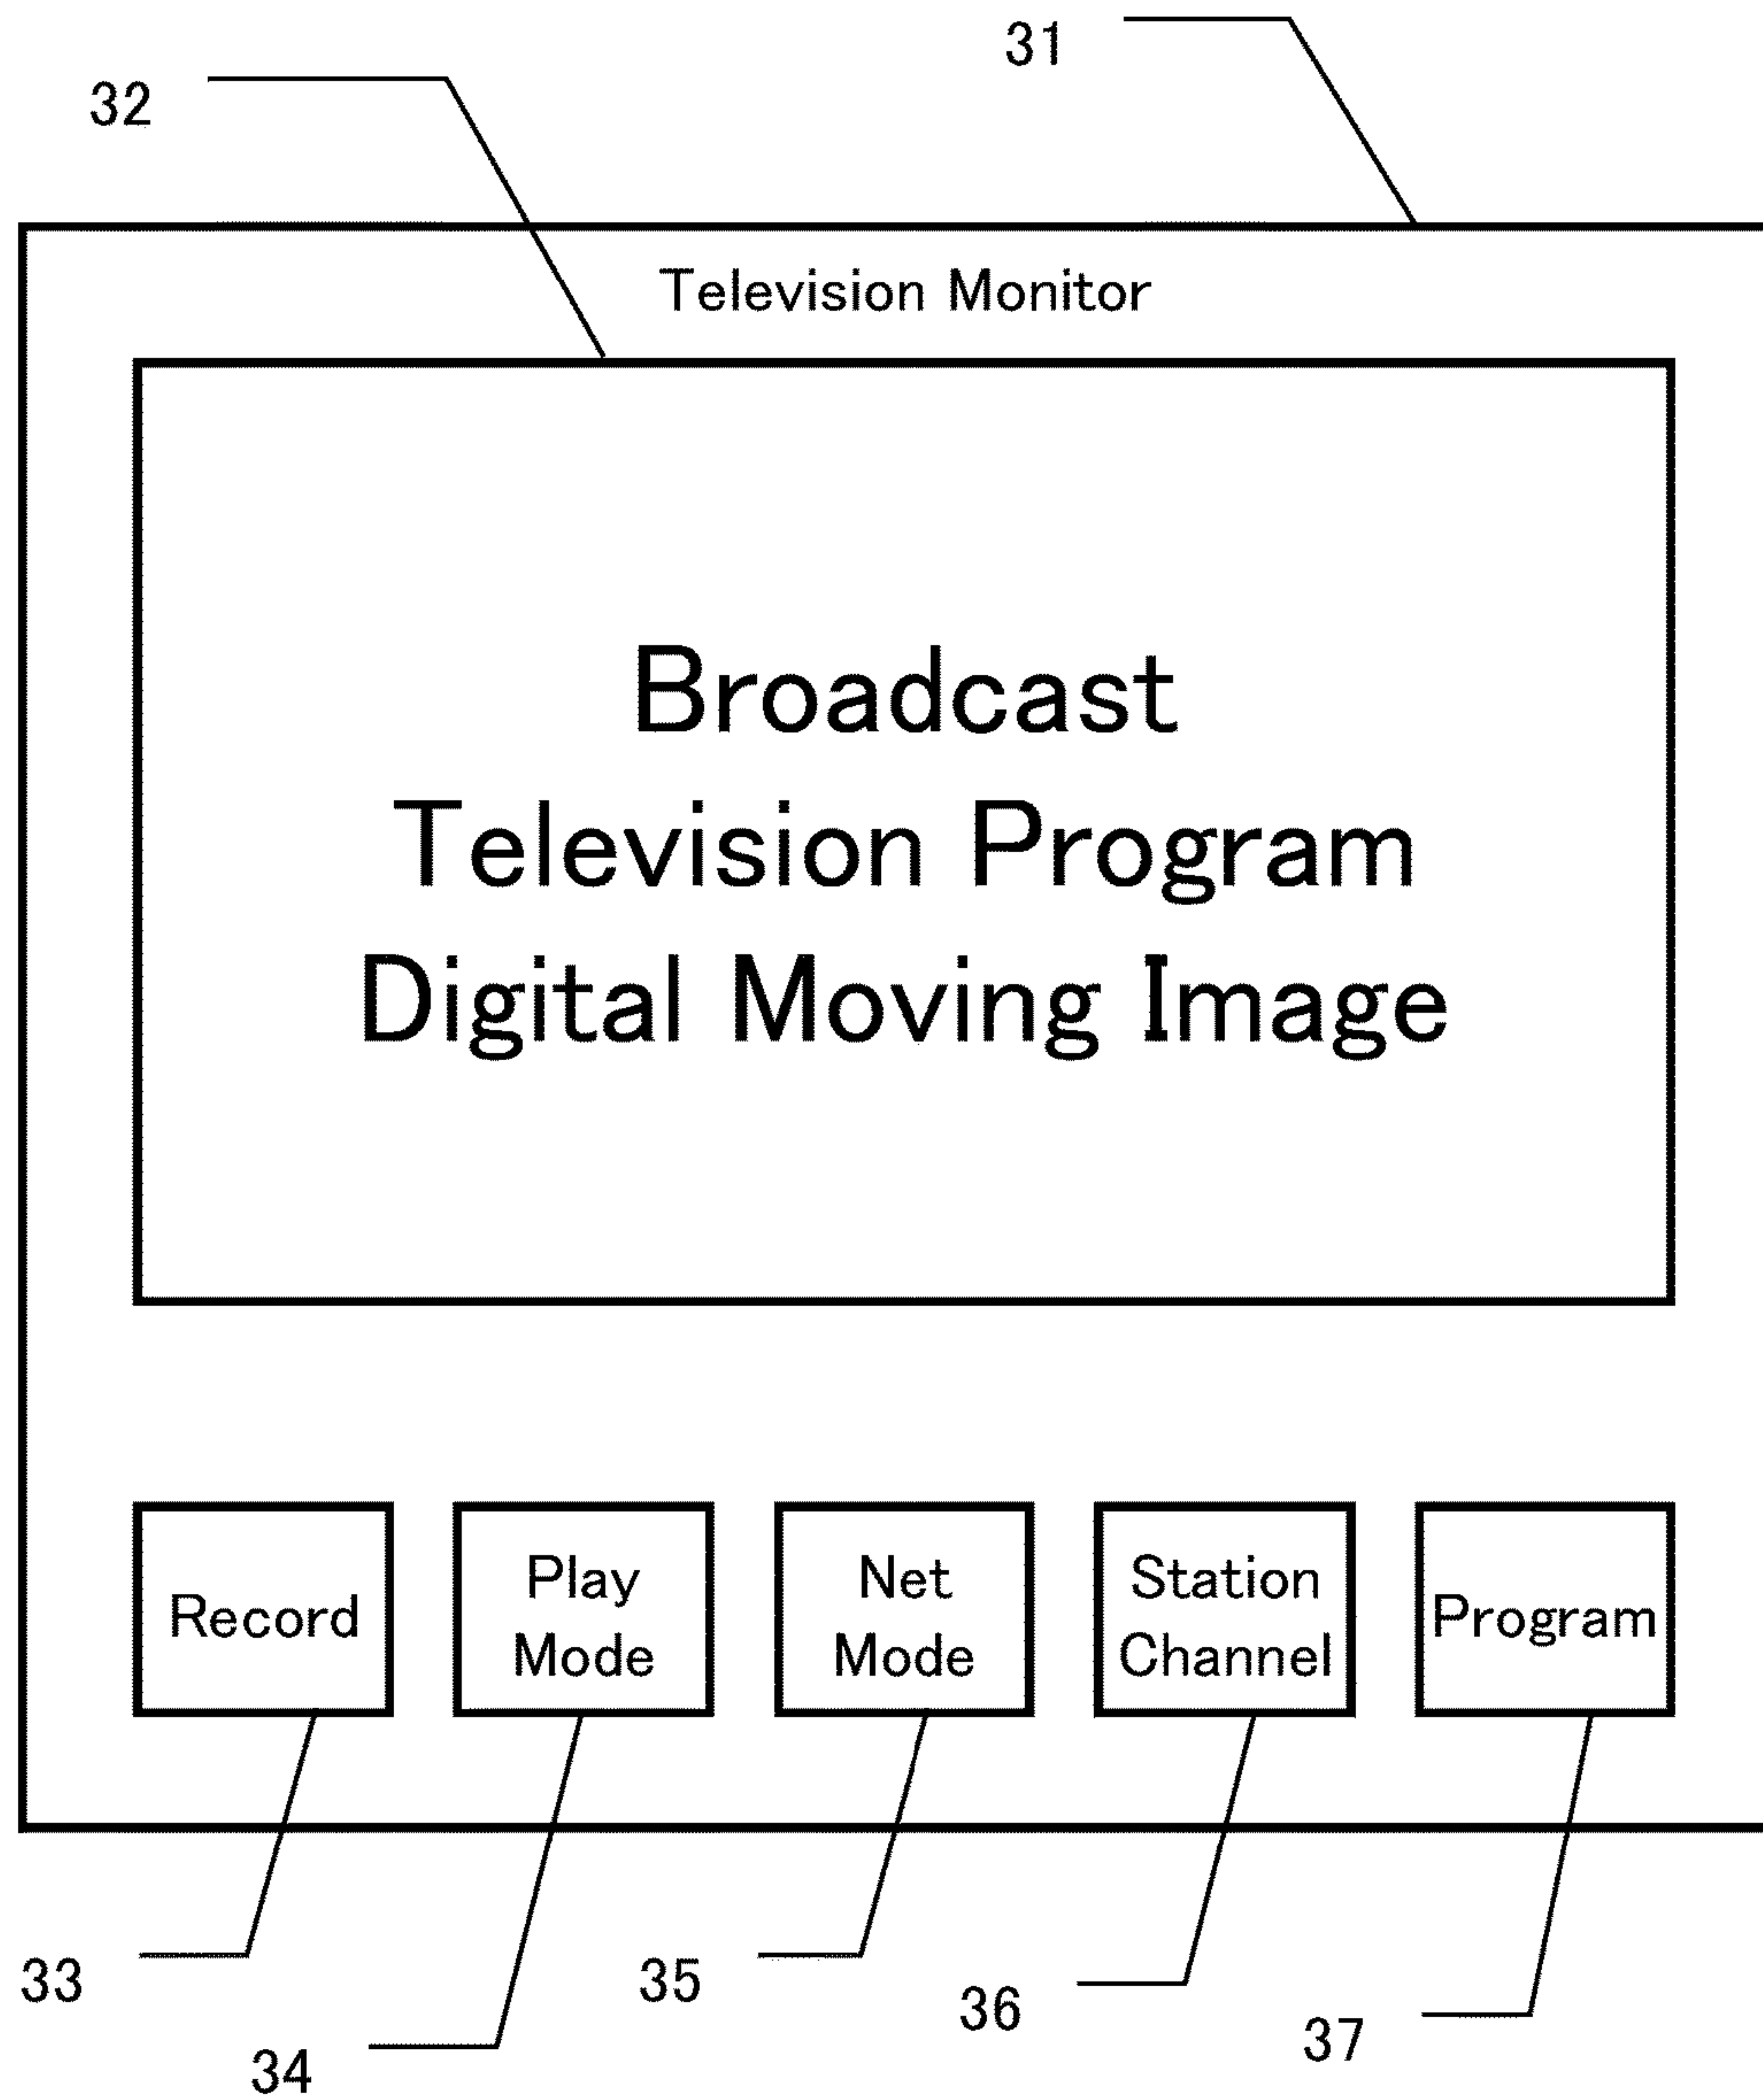 31
32
Television Monitor
Broadcast
Television Program
Digital Moving Image
Record
Play
Mode
Net
Mode
Station
Channel
Program
33
34
35
36
37